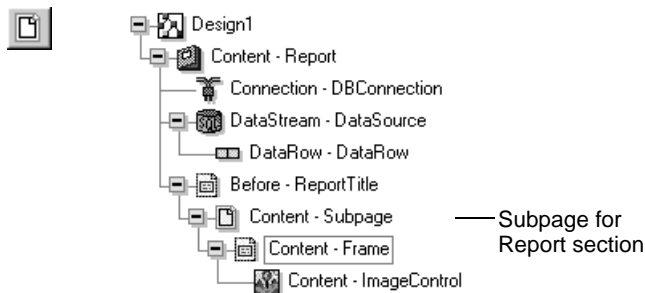 Design1
Content - Report
Connection - DBConnection
DataStream - DataSource
SQL
DataRow - DataRow
Before - ReportTitle
Content - Subpage
Subpage for
Report section
Content - Frame
Content - ImageControl